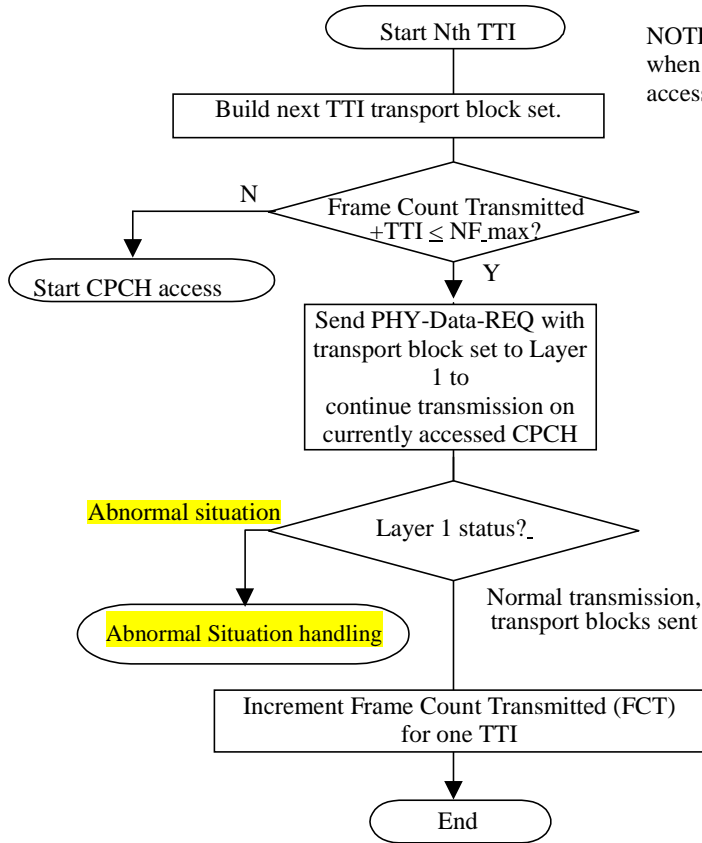 Start Nth TTI
NOTE
when
access
Build next TTI transport block set.
N
Frame Count Transmitted
+TTI ≤ NF_max?
Start CPCH access
Y
Send PHY-Data-REQ with
transport block set to Layer
1 to
continue transmission on
currently accessed CPCH
Abnormal situation
Layer 1 status?
Abnormal Situation handling
Normal transmission,
transport blocks sent
Increment Frame Count Transmitted (FCT)
for one TTI
End